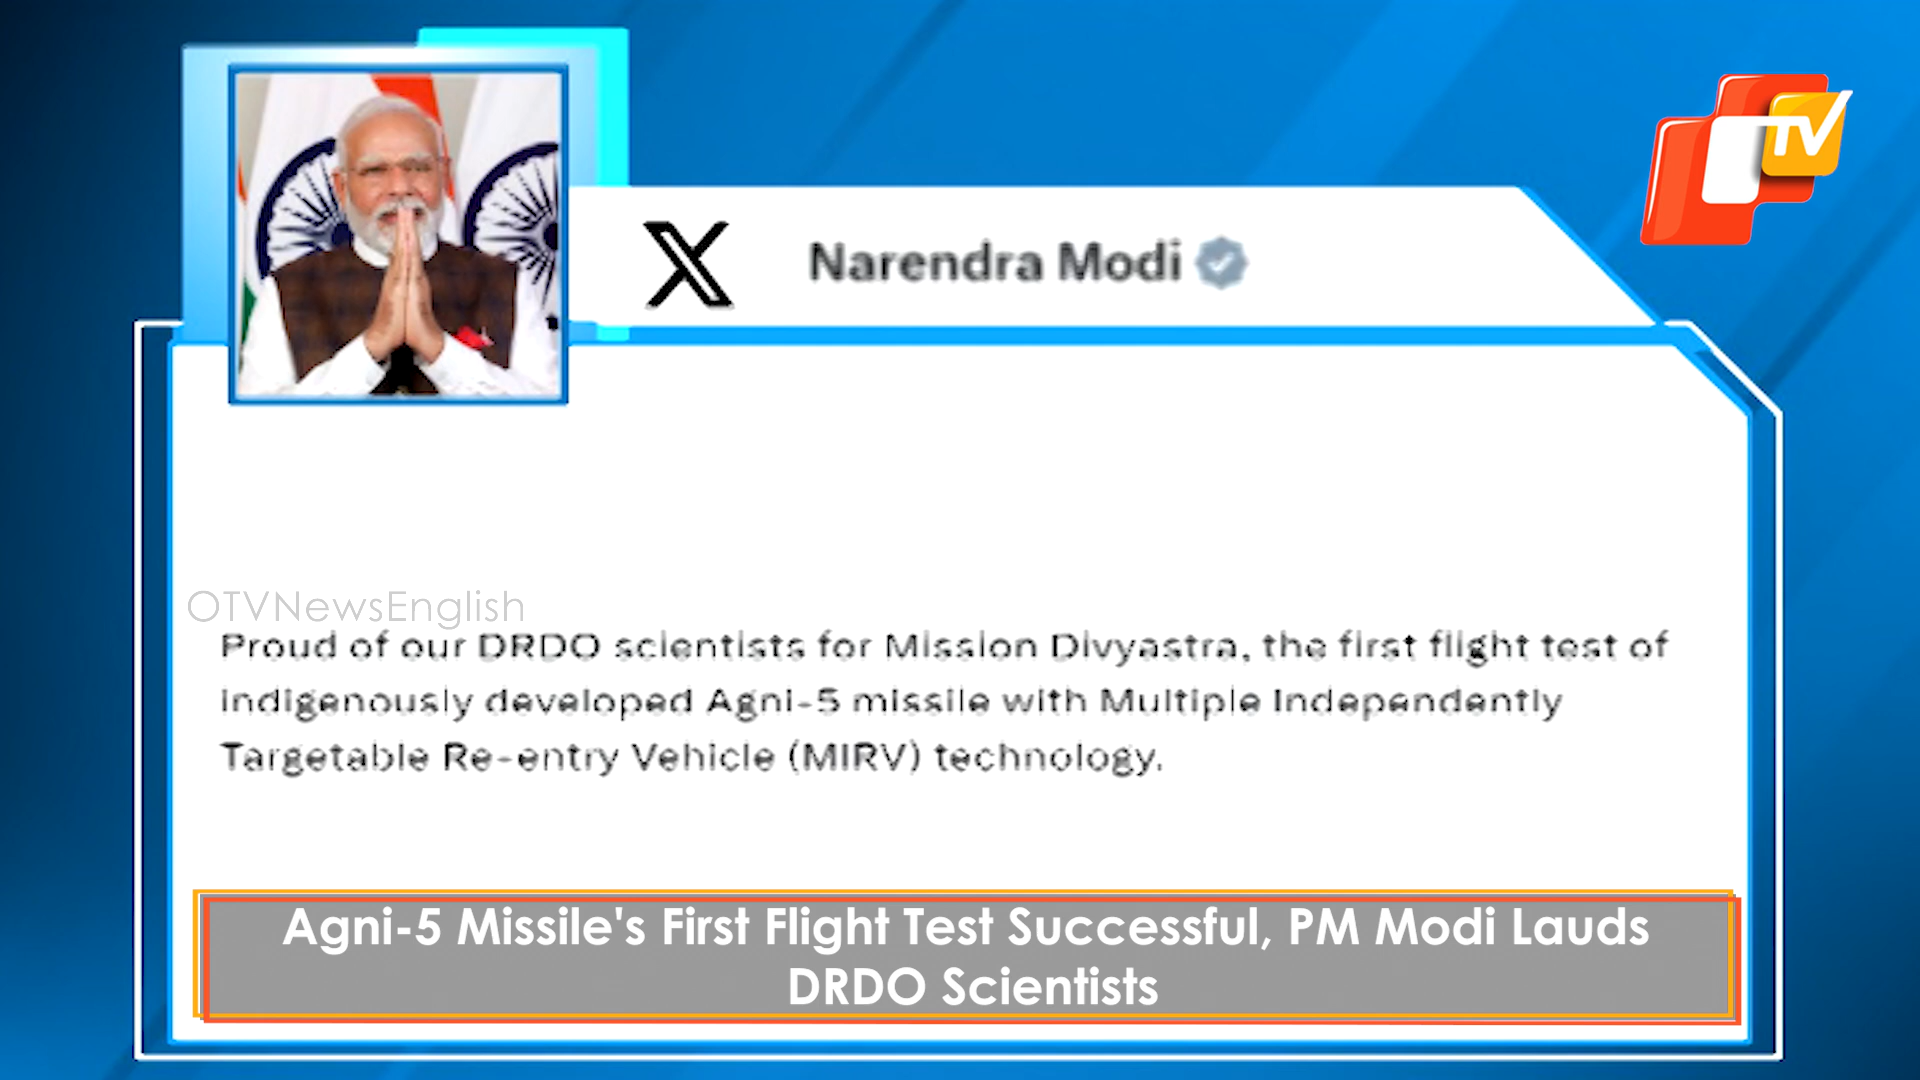 TV
X
Narendra Modi
OTVNewsEnglish
Proud of our DRDO scientists for Mission Divyastra, the first flight test of
indigenously developed Agni-5 missile with Multiple Independently
Targetable Re-entry Vehicle (MIRV) technology.
Agni-5 Missile's First Flight Test Successful, PM Modi Lauds
DRDO Scientists